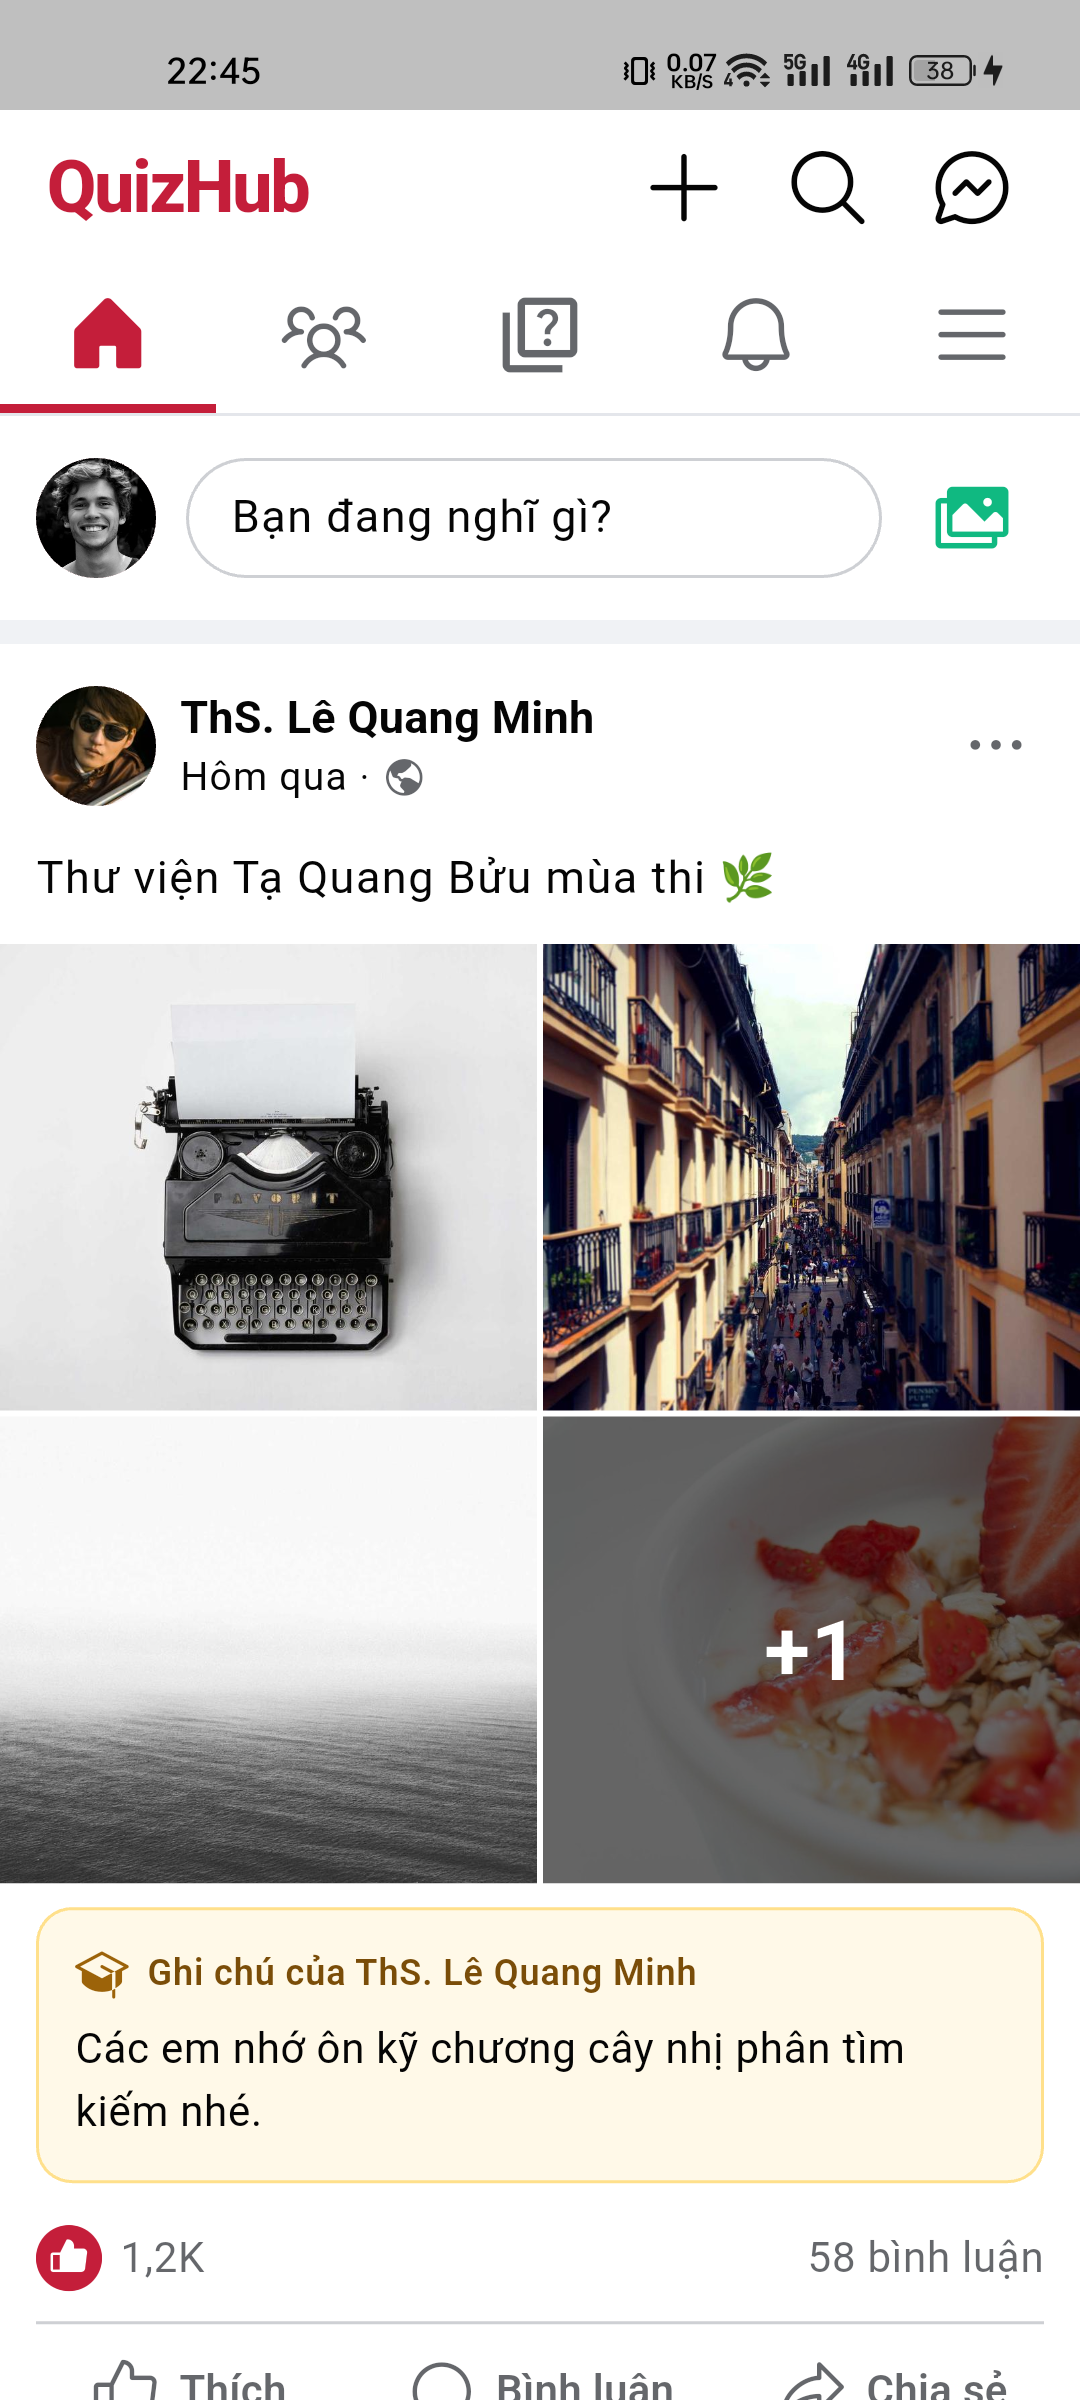 22:45
0.07
KB/S
4
5G
4G
38
QuizHub
?
Bạn đang nghĩ gì?
ThS. Lê Quang Minh
Hôm qua ·
Thư viện Tạ Quang Bửu mùa thi 🌿
FAVORIT
+1
Ghi chú của ThS. Lê Quang Minh
Các em nhớ ôn kỹ chương cây nhị phân tìm
kiếm nhé.
1,2K
58 bình luận
Thích
Bình luận
Chia sẻ